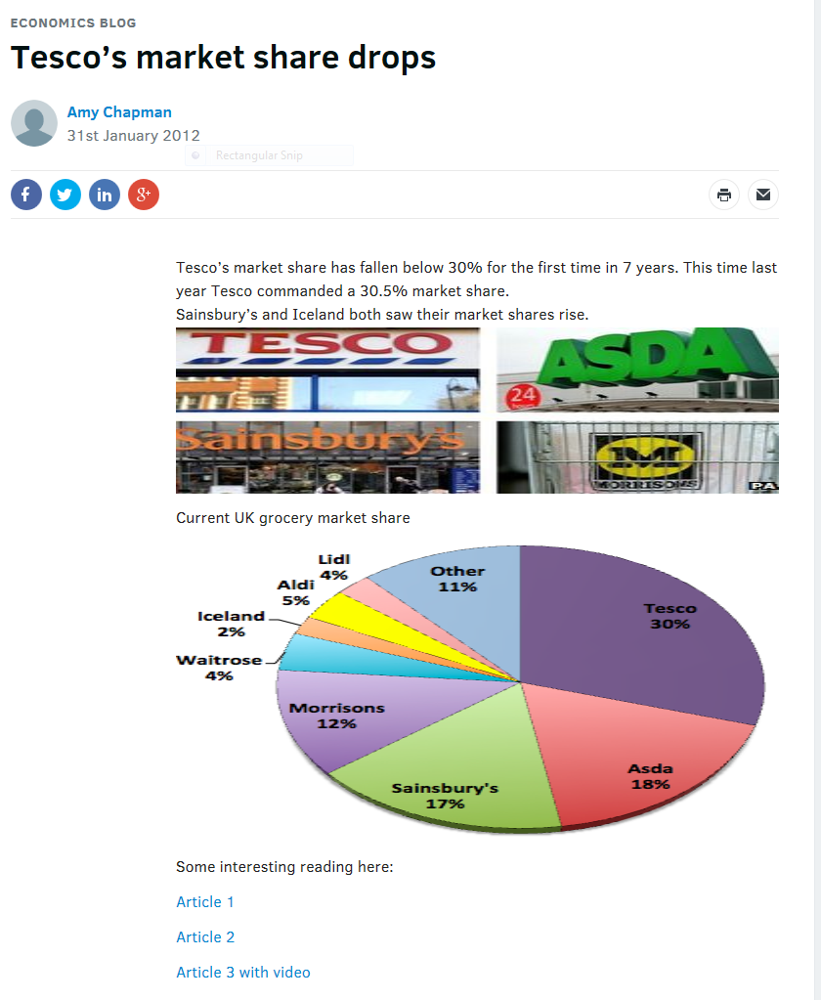 ECONOMICS BLOG
Tesco's market share drops
Amy Chapman
31st January 2012
Rectangular Snip
f
in
8+
Tesco's market share has fallen below 30% for the first time in 7 years. This time last
year Tesco commanded a 30.5% market share.
Sainsbury's and Iceland both saw their market shares rise.
TESCO
ASDA
24
Sainsbury's
M
MORRISONS
PA
Current UK grocery market share
Lidl
4%
Other
11%
Aldi
5%
Tesco
30%
Iceland
2%
Waitrose
4%
Morrisons
12%
Asda
18%
Sainsbury's
17%
Some interesting reading here:
Article 1
Article 2
Article 3 with video